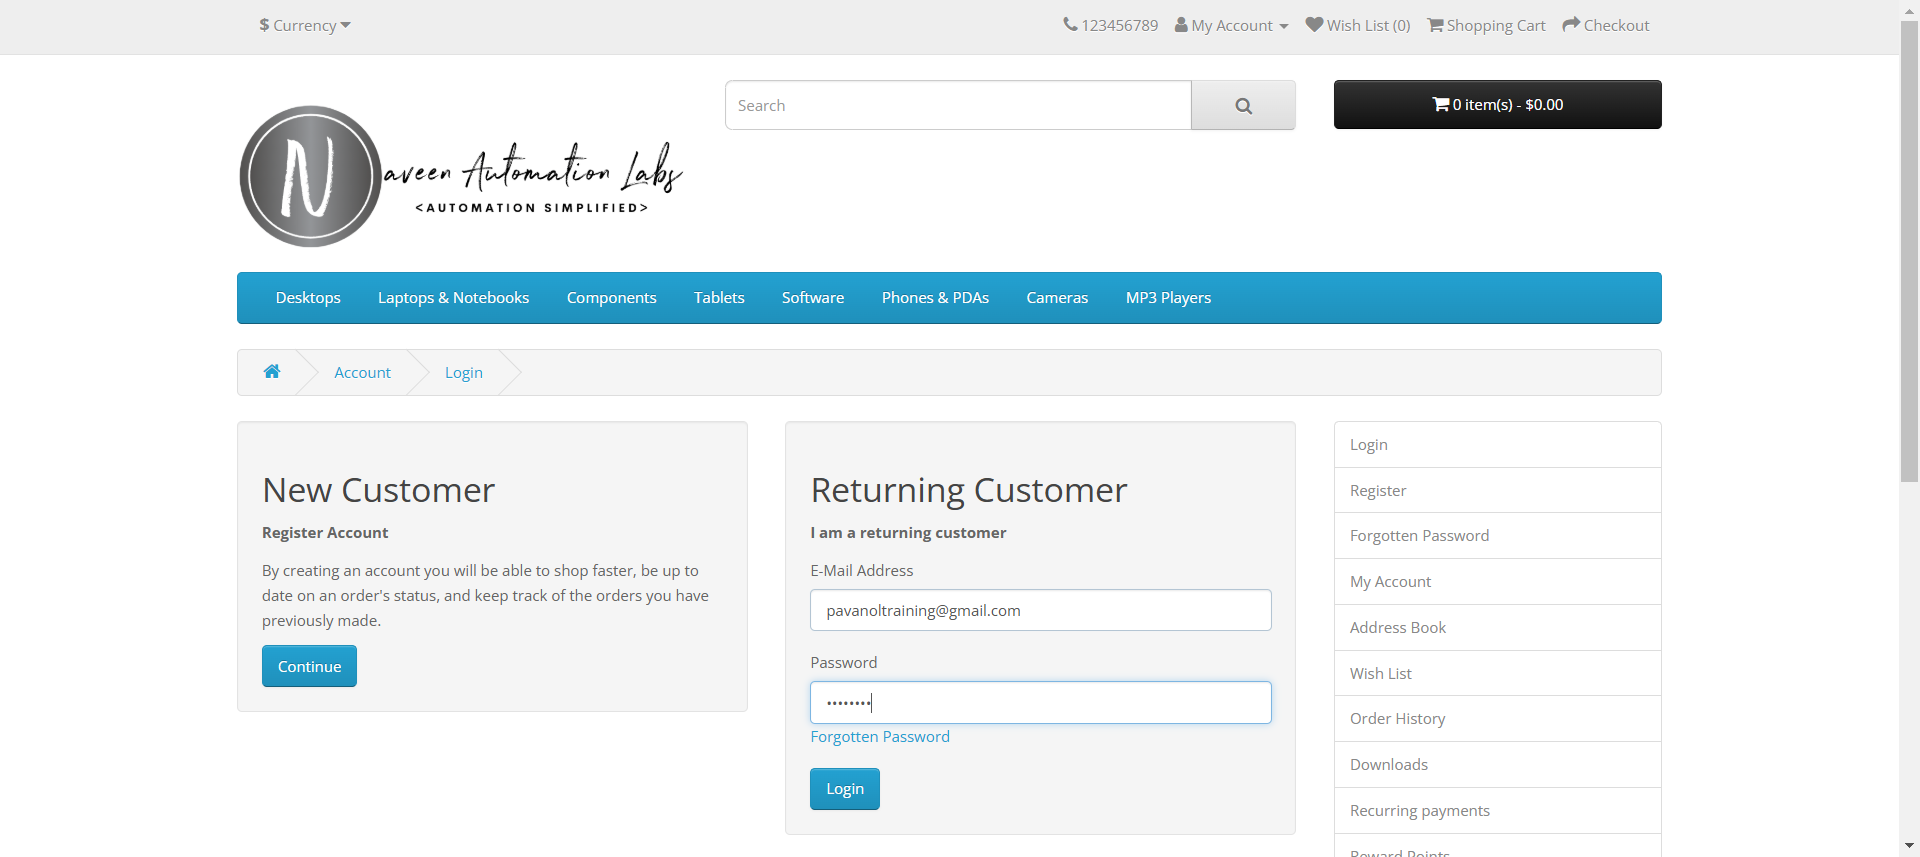 $ Currency
123456789 My Account Wish List (0) Shopping Cart Checkout
N
aveen Automation Labs
<AUTOMATION SIMPLIFIED>
Search
0 item(s) - $0.00
Desktops Laptops & Notebooks Components Tablets Software Phones & PDAs Cameras MP3 Players
Account Login
New Customer
Register Account
By creating an account you will be able to shop faster, be up to
date on an order's status, and keep track of the orders you have
previously made.
Continue
Returning Customer
I am a returning customer
E-Mail Address
pavanoltraining@gmail.com
Password
••••••••
Forgotten Password
Login
Login
Register
Forgotten Password
My Account
Address Book
Wish List
Order History
Downloads
Recurring payments
Reward Points